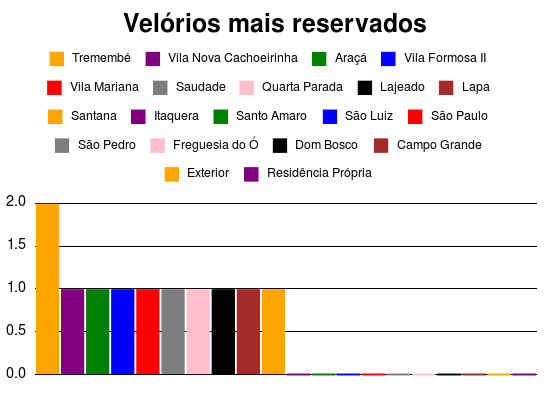 Velórios mais reservados
Tremembé Vila Nova Cachoeirinha Araçá Vila Formosa II
Vila Mariana Saudade Quarta Parada Lajeado Lapa
Santana Itaquera Santo Amaro São Luiz São Paulo
São Pedro Freguesia do Ó Dom Bosco Campo Grande
Exterior Residência Própria
2.0
1.5
1.0
0.5
0.0